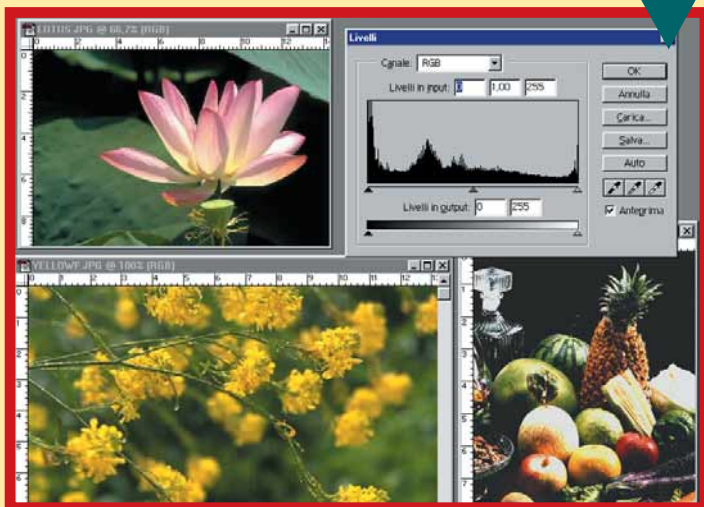 LOTUS.JPG @ 66,7% (RGB)
Livelli
Canale: RGB
Livelli in input: 0 1,00 255
Livelli in output: 0 255
OK
Annulla
Carica...
Salva...
Auto
Anteprima
YELLOWF.JPG @ 100% (RGB)